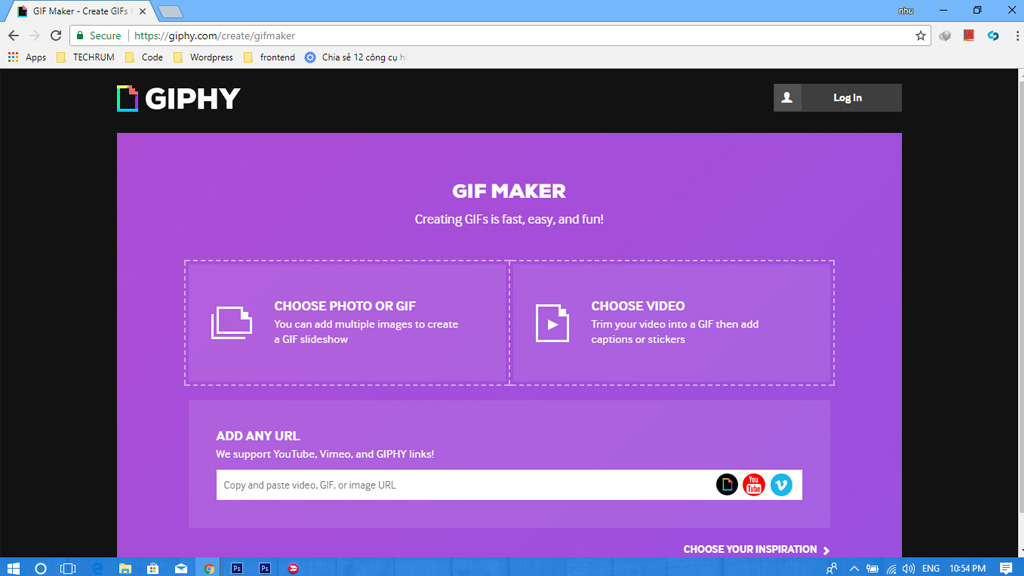 GIF Maker - Create GIFs
nhu
Secure | https://giphy.com/create/gifmaker
Apps TECHRUM Code Wordpress frontend Chia sẻ 12 công cụ
GIPHY
Log In
GIF MAKER
Creating GIFs is fast, easy, and fun!
CHOOSE PHOTO OR GIF
You can add multiple images to create
a GIF slideshow
CHOOSE VIDEO
Trim your video into a GIF then add
captions or stickers
ADD ANY URL
We support YouTube, Vimeo, and GIPHY links!
Copy and paste video, GIF, or image URL
You
Tube
CHOOSE YOUR INSPIRATION
Ps Ps ENG 10:54 PM